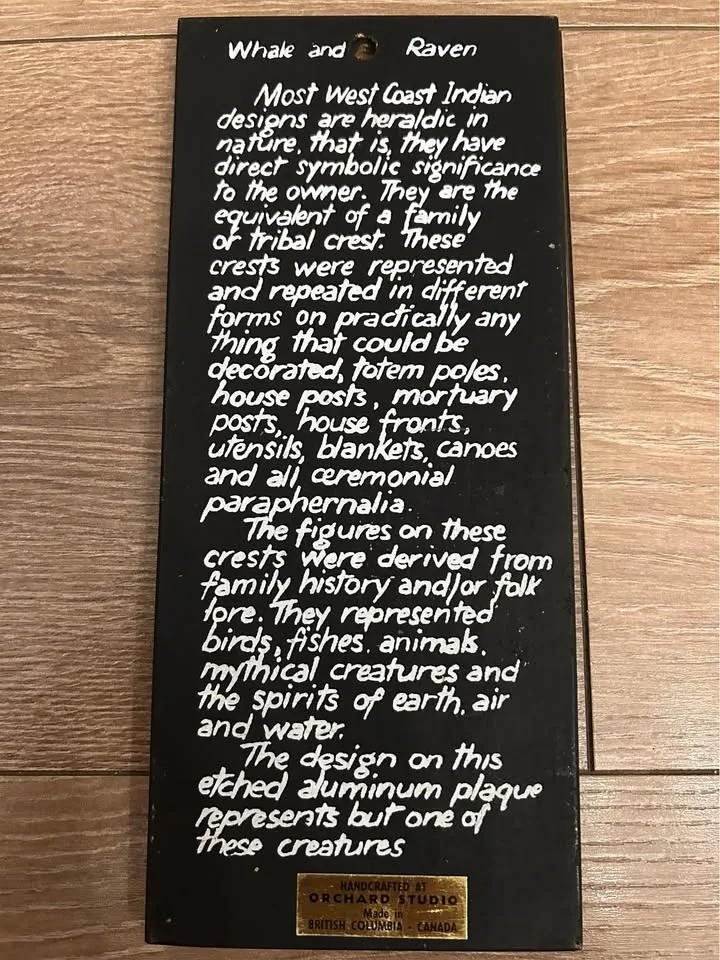 Whale and Raven
Most West Coast Indian
designs are heraldic in
nature, that is, they have
direct symbolic significance
to the owner. They are the
equivalent of a family
or tribal crest. These
crests were represented
and repeated in different
forms on practically any
thing that could be
decorated, totem poles,
house posts, mortuary
posts, house fronts,
utensils, blankets, canoes
and all ceremonial
paraphernalia.
The figures on these
crests were derived from
family history and/or folk
lore. They represented
birds, fishes, animals,
mythical creatures and
the spirits of earth, air
and water.
The design on this
etched aluminum plaque
represents but one of
these creatures
HANDCRAFTED AT
ORCHARD STUDIO
Made in
BRITISH COLUMBIA - CANADA